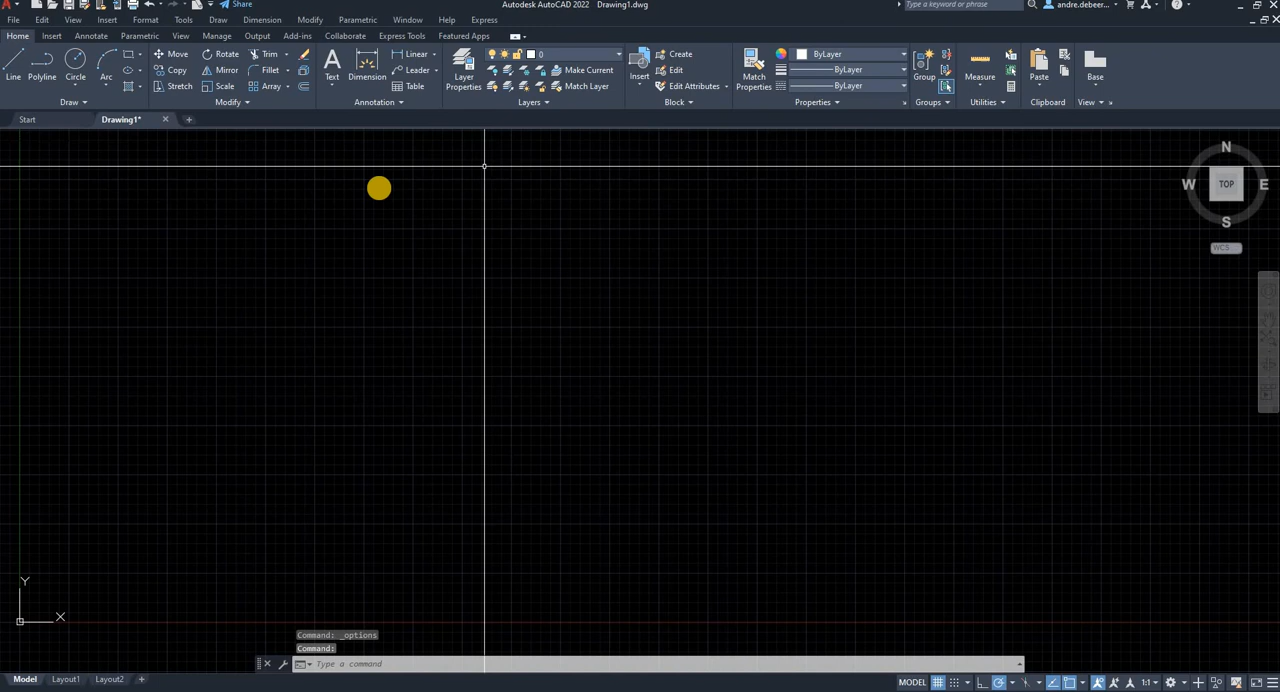 Share
Autodesk AutoCAD 2022 Drawing1.dwg
Type a keyword or phrase
andre.debeer...
File Edit View Insert Format Tools Draw Dimension Modify Parametric Window Help Express
Home Insert Annotate Parametric View Manage Output Add-ins Collaborate Express Tools Featured Apps
Line
Polyline
Circle
Arc
Move
Rotate
Trim
Copy
Mirror
Fillet
Stretch
Scale
Array
Text
Dimension
Linear
Leader
Table
Layer
Properties
0
Make Current
Match Layer
Insert
Create
Edit
Edit Attributes
Match
Properties
ByLayer
ByLayer
ByLayer
Group
Measure
Paste
Base
Draw Modify Annotation Layers Block Properties Groups Utilities Clipboard View
Start Drawing1* +
N
W TOP E
S
WCS
Y
X
Command: _options
Command:
Type a command
Model Layout1 Layout2 +
MODEL
1:1